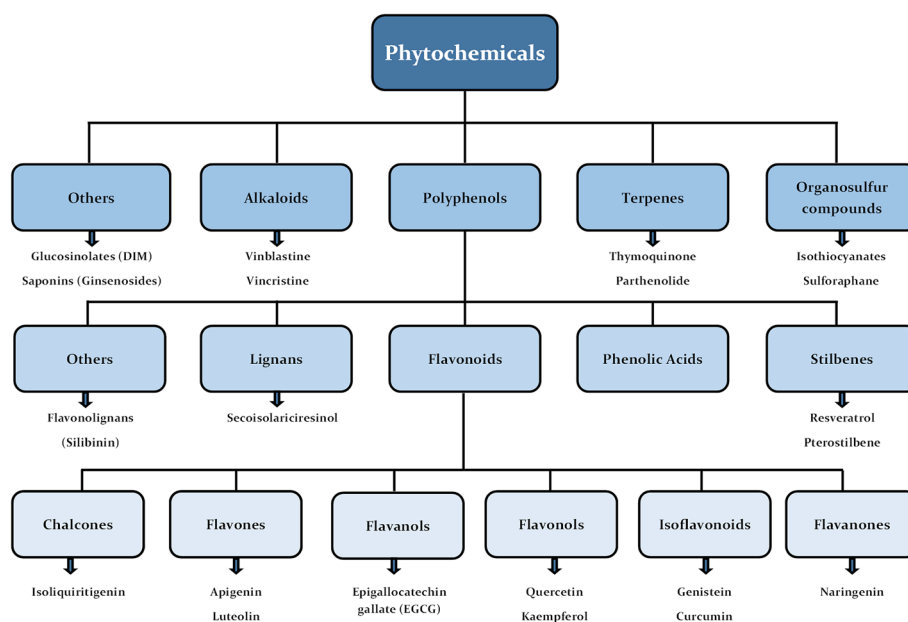 Phytochemicals
Others
Alkaloids
Polyphenols
Terpenes
Organosulfur
compounds
Glucosinolates (DIM)
Saponins (Ginsenosides)
Vinblastine
Vincristine
Thymoquinone
Parthenolide
Isothiocyanates
Sulforaphane
Others
Lignans
Flavonoids
Phenolic Acids
Stilbenes
Flavonolignans
(Silibinin)
Secoisolariciresinol
Resveratrol
Pterostilbene
Chalcones
Flavones
Flavanols
Flavonols
Isoflavonoids
Flavanones
Isoliquiritigenin
Apigenin
Luteolin
Epigallocatechin
gallate (EGCG)
Quercetin
Kaempferol
Genistein
Curcumin
Naringenin